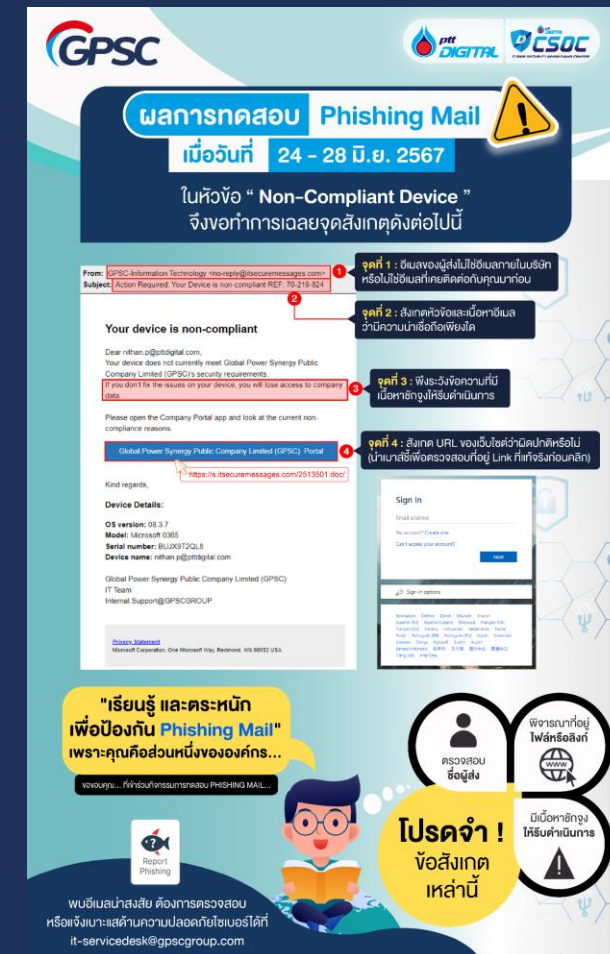 GPSC
ptt
DIGITAL
CSOC
CYBER SECURITY OPERATIONS CENTER
ผลการทดสอบ Phishing Mail
เมื่อวันที่ 24 - 28 มิ.ย. 2567
ในหัวข้อ “ Non-Compliant Device ”
จึงขอทำการเฉลยจุดสังเกตดังต่อไปนี้
From: GPSC-Information Technology <no-reply@itsecuremessages.com>
Subject: Action Required: Your Device is non-compliant REF: 70-219-824
1
จุดที่ 1 : อีเมลของผู้ส่งไม่ใช่อีเมลภายในบริษัท
หรือไม่ใช่อีเมลที่เคยติดต่อกับคุณมาก่อน
2
จุดที่ 2 : สังเกตหัวข้อและเนื้อหาอีเมล
ว่ามีความน่าเชื่อถือเพียงใด
Your device is non-compliant
Dear nithan.p@pttdigital.com,
Your device does not currently meet Global Power Synergy Public
Company Limited (GPSC)'s security requirements.
If you don't fix the issues on your device, you will lose access to company
data.
3
จุดที่ 3 : พึงระวังข้อความที่มี
เนื้อหาชักจูงให้รีบดำเนินการ
Please open the Company Portal app and look at the current non-
compliance reasons.
Global Power Synergy Public Company Limited (GPSC) Portal
4
จุดที่ 4 : สังเกต URL ของเว็บไซต์ว่าผิดปกติหรือไม่
(นำเมาส์ชี้เพื่อตรวจสอบที่อยู่ Link ที่แท้จริงก่อนคลิก)
https://s.itsecuremessages.com/2513501.doc/
Kind regards,
Device Details:
OS version: 08.3.7
Model: Microsoft 0365
Serial number: BUJX9T2QL8
Device name: nithan.p@pttdigital.com
Global Power Synergy Public Company Limited (GPSC)
IT Team
Internal.Support@GPSCGROUP
Privacy Statement
Microsoft Corporation, One Microsoft Way, Redmond, WA 98052 USA
Sign In
Email address
No account? Create one
Can't access your account?
Next
Sign-in options
"เรียนรู้ และตระหนัก
เพื่อป้องกัน Phishing Mail"
เพราะคุณคือส่วนหนึ่งขององค์กร...
ขอขอบคุณ... ที่เข้าร่วมกิจกรรมการทดสอบ PHISHING MAIL...
Report
Phishing
พบอีเมลน่าสงสัย ต้องการตรวจสอบ
หรือแจ้งเบาะแสด้านความปลอดภัยไซเบอร์ได้ที่
it-servicedesk@gpscgroup.com
ตรวจสอบ
ชื่อผู้ส่ง
พิจารณาที่อยู่
ไฟล์หรือลิงก์
WWW
มีเนื้อหาชักจูง
ให้รีบดำเนินการ
โปรดจำ !
ข้อสังเกต
เหล่านี้